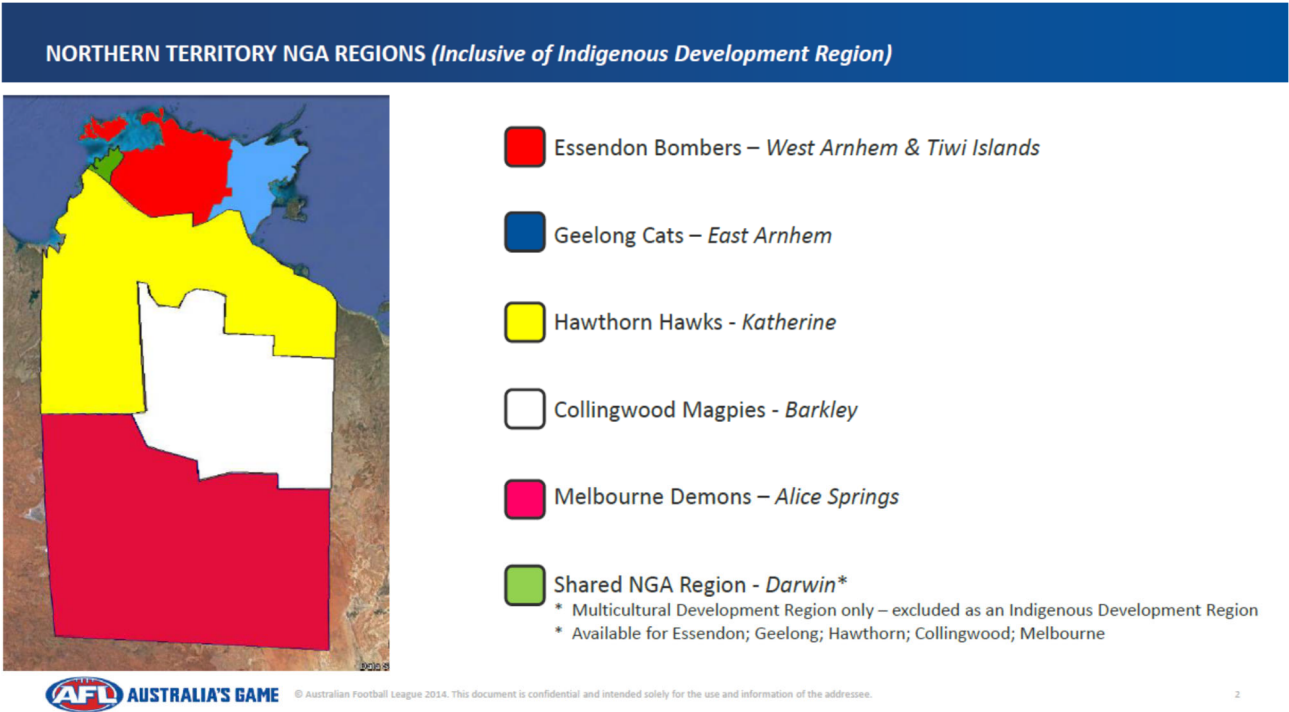 NORTHERN TERRITORY NGA REGIONS (Inclusive of Indigenous Development Region)
Essendon Bombers – West Arnhem & Tiwi Islands
Geelong Cats – East Arnhem
Hawthorn Hawks - Katherine
Collingwood Magpies - Barkley
Melbourne Demons – Alice Springs
Shared NGA Region - Darwin*
* Multicultural Development Region only – excluded as an Indigenous Development Region
* Available for Essendon; Geelong; Hawthorn; Collingwood; Melbourne
AFL AUSTRALIA'S GAME
© Australian Football League 2014. This document is confidential and intended solely for the use and information of the addressee.
2